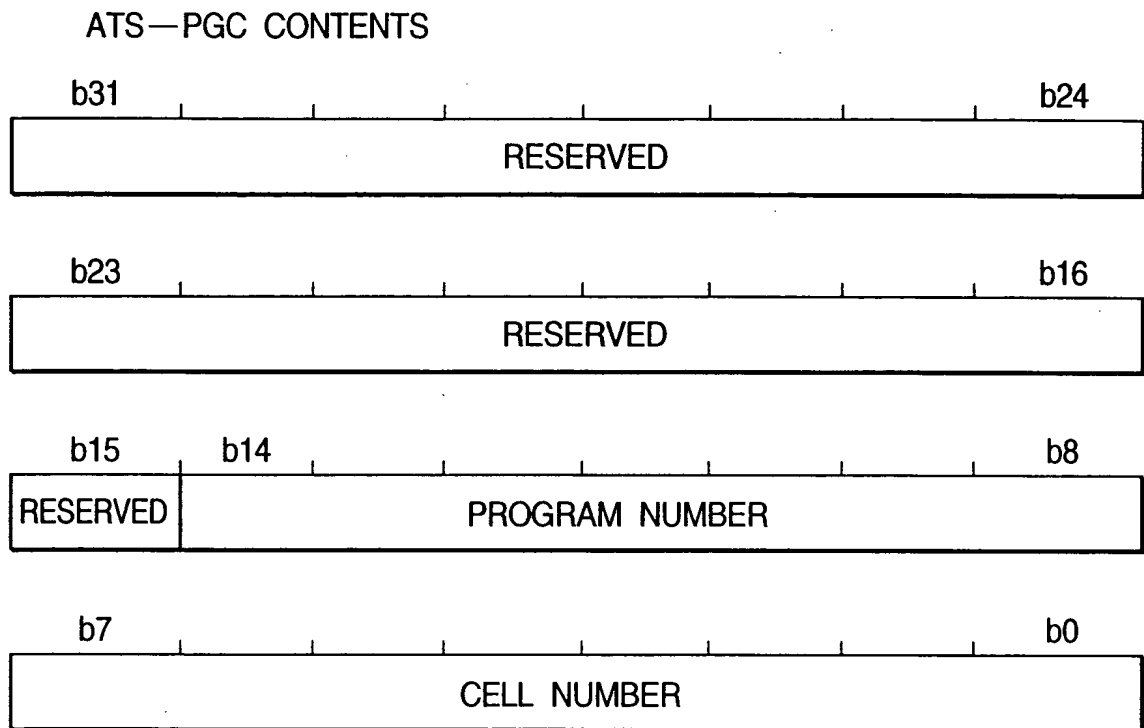 ATS—PGC CONTENTS
b31 b24
RESERVED
b23 b16
RESERVED
b15 b14 b8
RESERVED PROGRAM NUMBER
b7 b0
CELL NUMBER